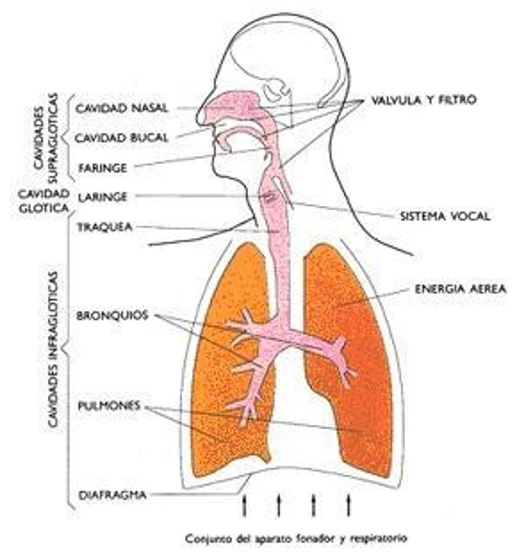 CAVIDADES
SUPRAGLOTICAS
CAVIDAD NASAL
CAVIDAD BUCAL
FARINGE
VALVULA Y FILTRO
CAVIDAD
GLOTICA
LARINGE
SISTEMA VOCAL
TRAQUEA
CAVIDADES INFRAGLOTICAS
ENERGIA AEREA
BRONQUIOS
PULMONES
DIAFRAGMA
Conjunto del aparato fonador y respiratorio